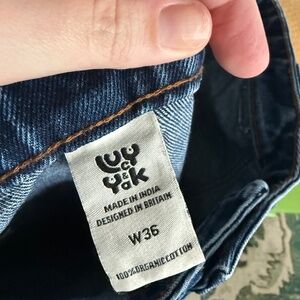 LUCY
&
YAK
MADE IN INDIA
DESIGNED IN BRITAIN
W36
100% ORGANIC COTTON